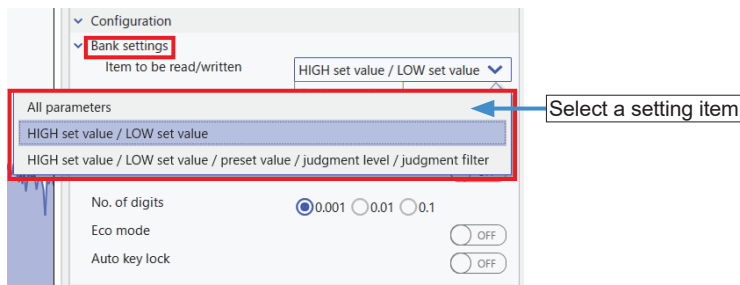 Configuration
Bank settings
Item to be read/written
HIGH set value / LOW set value
All parameters
Select a setting item
HIGH set value / LOW set value
HIGH set value / LOW set value / preset value / judgment level / judgment filter
No. of digits
0.001 0.01 0.1
Eco mode
OFF
Auto key lock
OFF